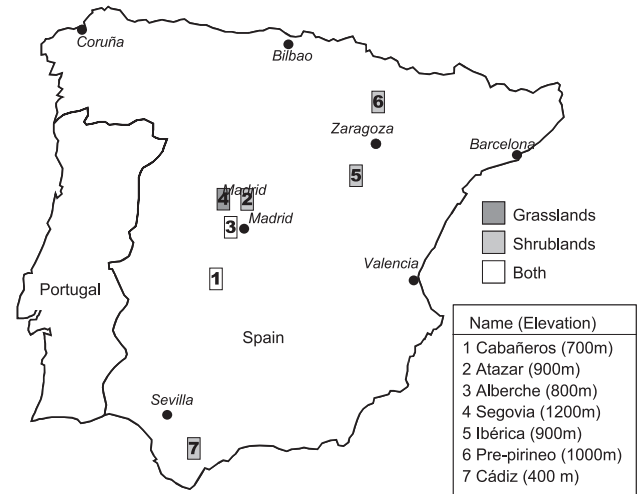 Coruña
Bilbao
6
Zaragoza
Barcelona
5
Madrid
4
2
3
Madrid
Grasslands
Shrublands
Both
Valencia
1
Portugal
Spain
Sevilla
7
Name (Elevation)
1 Cabañeros (700m)
2 Atazar (900m)
3 Alberche (800m)
4 Segovia (1200m)
5 Ibérica (900m)
6 Pre-pirineo (1000m)
7 Cádiz (400 m)